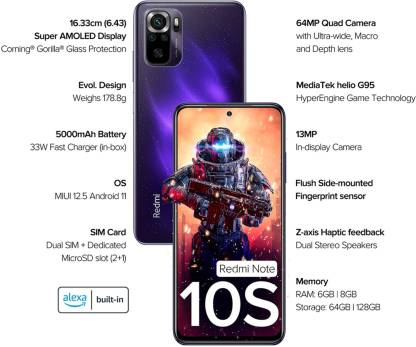 16.33cm (6.43)
Super AMOLED Display
Corning® Gorilla® Glass Protection
Evol. Design
Weighs 178.8g
5000mAh Battery
33W Fast Charger (in-box)
OS
MIUI 12.5 Android 11
SIM Card
Dual SIM + Dedicated
MicroSD slot (2+1)
alexa built-in
Redmi
Redmi Note
10S
64MP Quad Camera
with Ultra-wide, Macro
and Depth lens
MediaTek helio G95
HyperEngine Game Technology
13MP
In-display Camera
Flush Side-mounted
Fingerprint sensor
Z-axis Haptic feedback
Dual Stereo Speakers
Memory
RAM: 6GB | 8GB
Storage: 64GB | 128GB